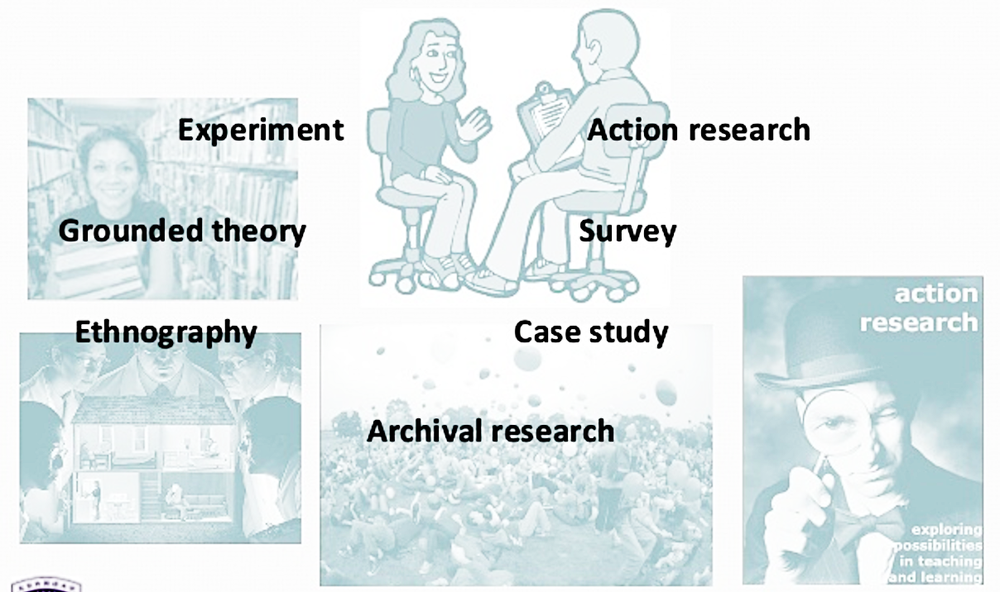 Experiment
Action research
Grounded theory
Survey
Ethnography
Case study
Archival research
action
research
exploring
possibilities
in teaching
and learning